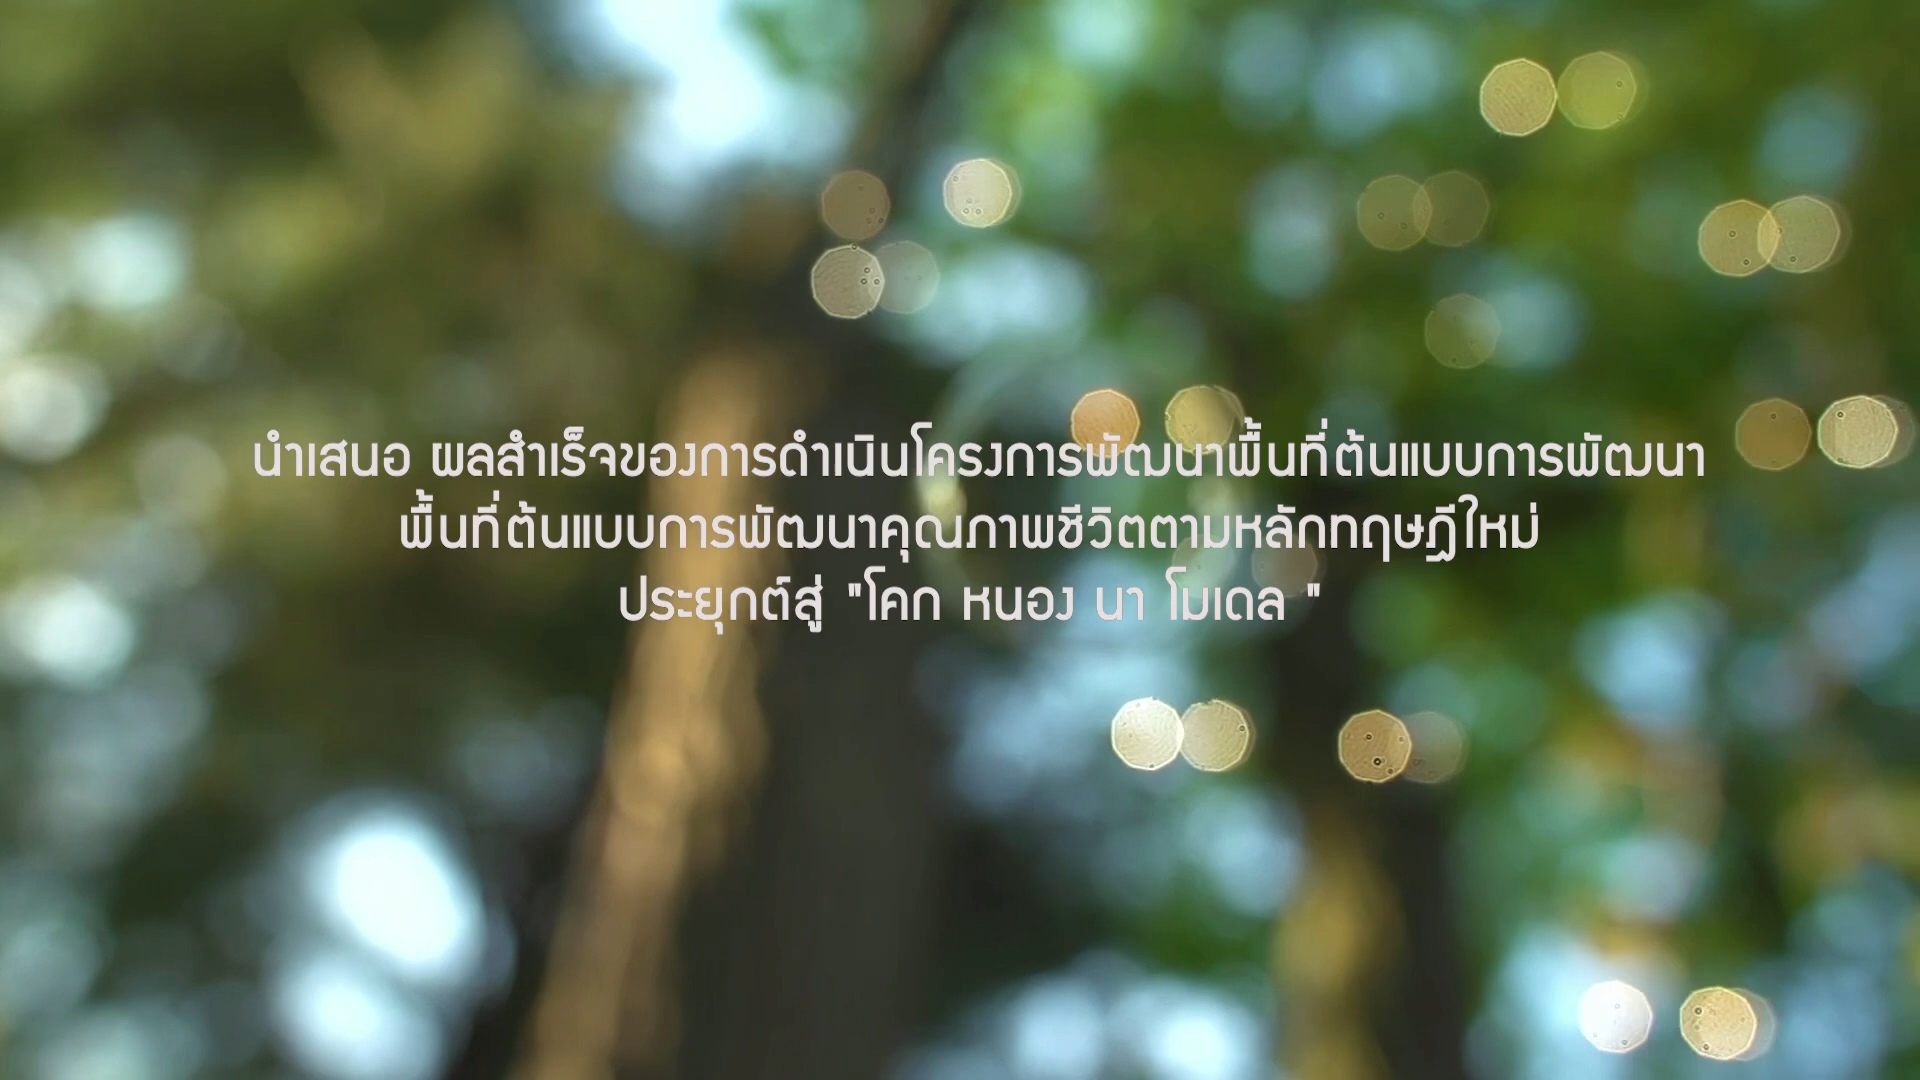 นำเสนอ ผลสำเร็จของการดำเนินโครงการพัฒนาพื้นที่ต้นแบบการพัฒนา
พื้นที่ต้นแบบการพัฒนาคุณภาพชีวิตตามหลักทฤษฎีใหม่
ประยุกต์สู่ "โคก หนอง นา โมเดล "